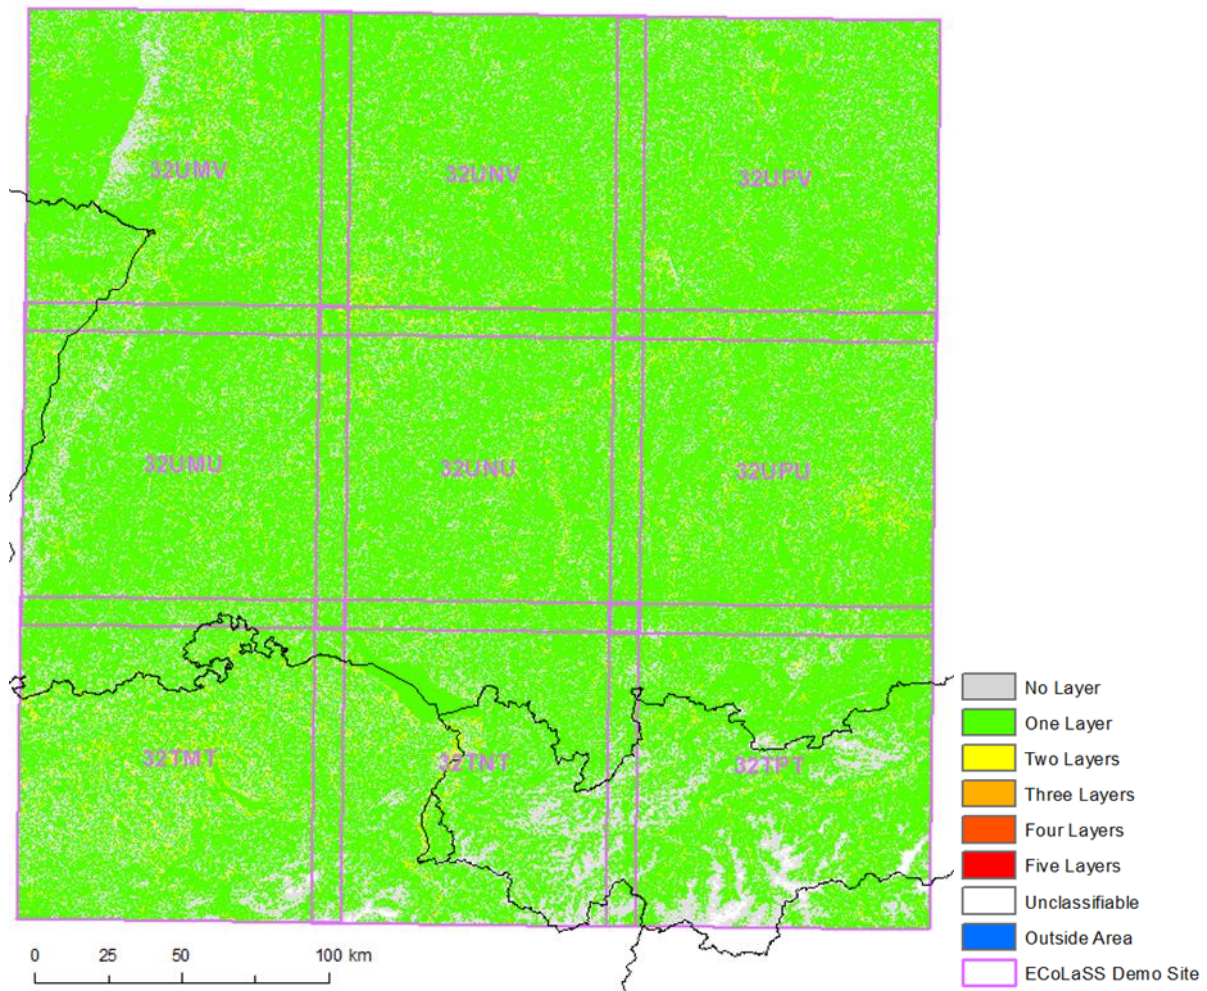 32UMV 32UNV 32UPV
32UMU 32UNU 32UPU
32TMT 32TNT 32TPT
No Layer
One Layer
Two Layers
Three Layers
Four Layers
Five Layers
Unclassifiable
Outside Area
ECoLaSS Demo Site
0 25 50 100 km